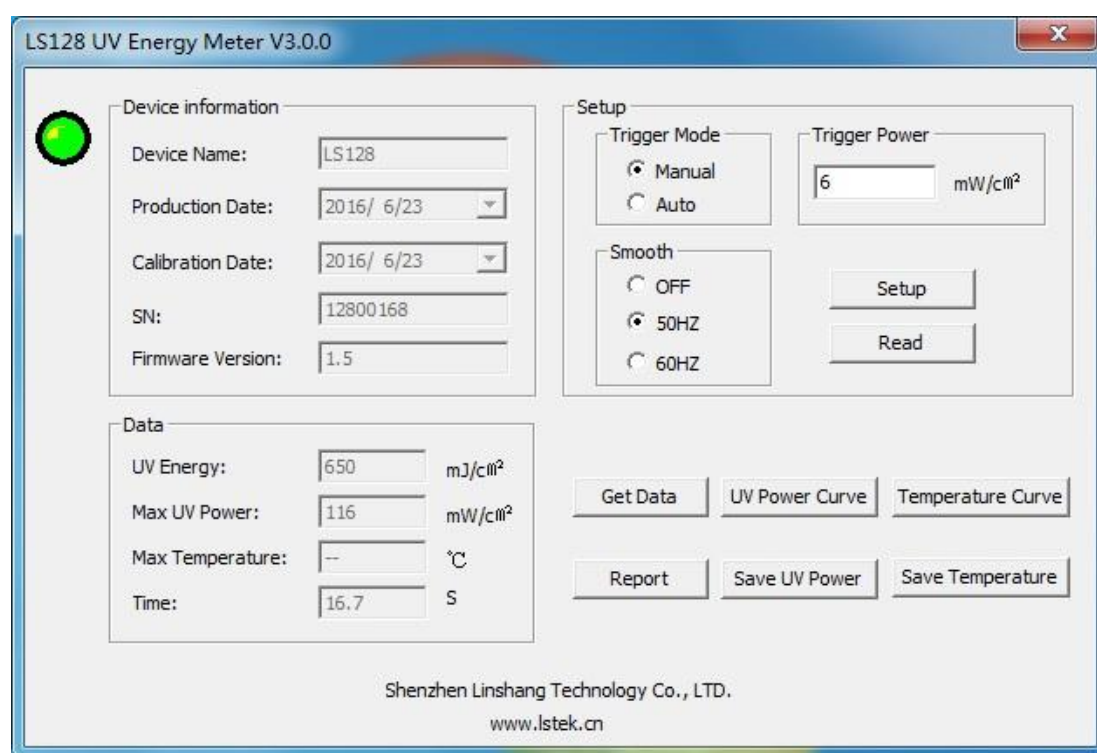 LS128 UV Energy Meter V3.0.0
Device information
Device Name: LS128
Production Date: 2016/ 6/23
Calibration Date: 2016/ 6/23
SN: 12800168
Firmware Version: 1.5
Setup
Trigger Mode
Manual
Auto
Trigger Power
6 mW/cm²
Smooth
OFF
50HZ
60HZ
Setup
Read
Data
UV Energy: 650 mJ/cm²
Max UV Power: 116 mW/cm²
Max Temperature: -- ℃
Time: 16.7 S
Get Data UV Power Curve Temperature Curve
Report Save UV Power Save Temperature
Shenzhen Linshang Technology Co., LTD.
www.lstek.cn